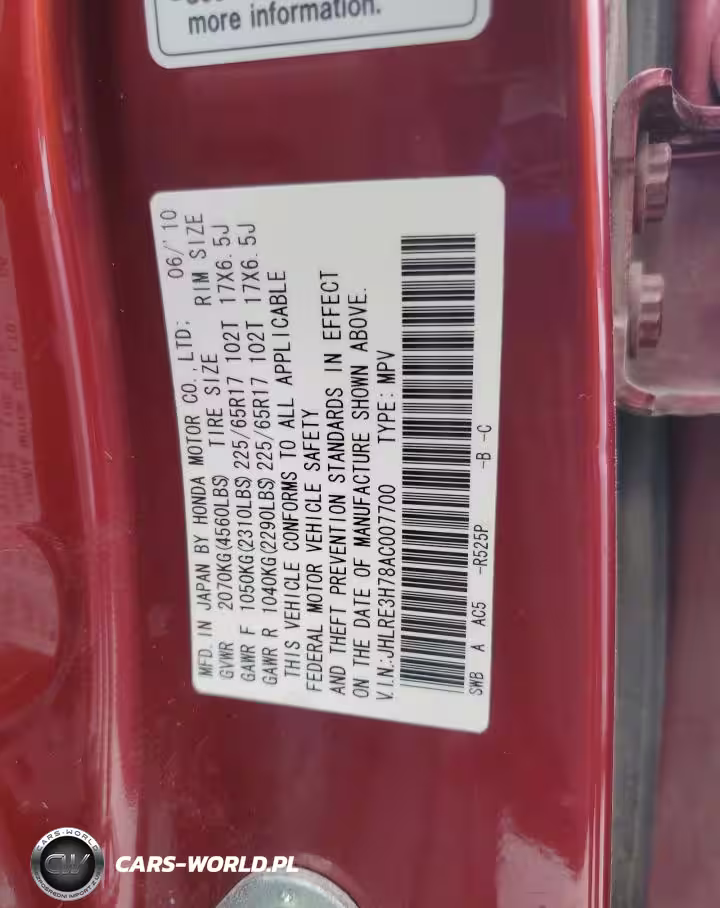 more information.
MFD. IN JAPAN BY HONDA MOTOR CO., LTD: 06/'10
GVWR 2070KG(4560LBS) TIRE SIZE RIM SIZE
GAWR F 1050KG(2310LBS) 225/65R17 102T 17X6.5J
GAWR R 1040KG(2290LBS) 225/65R17 102T 17X6.5J
THIS VEHICLE CONFORMS TO ALL APPLICABLE
FEDERAL MOTOR VEHICLE SAFETY
AND THEFT PREVENTION STANDARDS IN EFFECT
ON THE DATE OF MANUFACTURE SHOWN ABOVE.
V.I.N.:JHLRE3H78AC007700 TYPE:MPV
SWB A AC5 -R525P -B -C
CARS-WORLD
CW
CARS-WORLD.PL